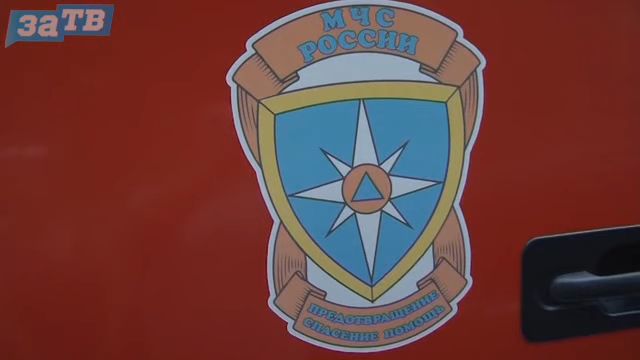 заТВ
МЧС
РОССИИ
ПРЕДОТВРАЩЕНИЕ
СПАСЕНИЕ ПОМОЩЬ